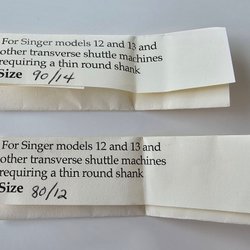 For Singer models 12 and 13 and
other transverse shuttle machines
requiring a thin round shank
Size 90/14
For Singer models 12 and 13 and
other transverse shuttle machines
requiring a thin round shank
Size 80/12